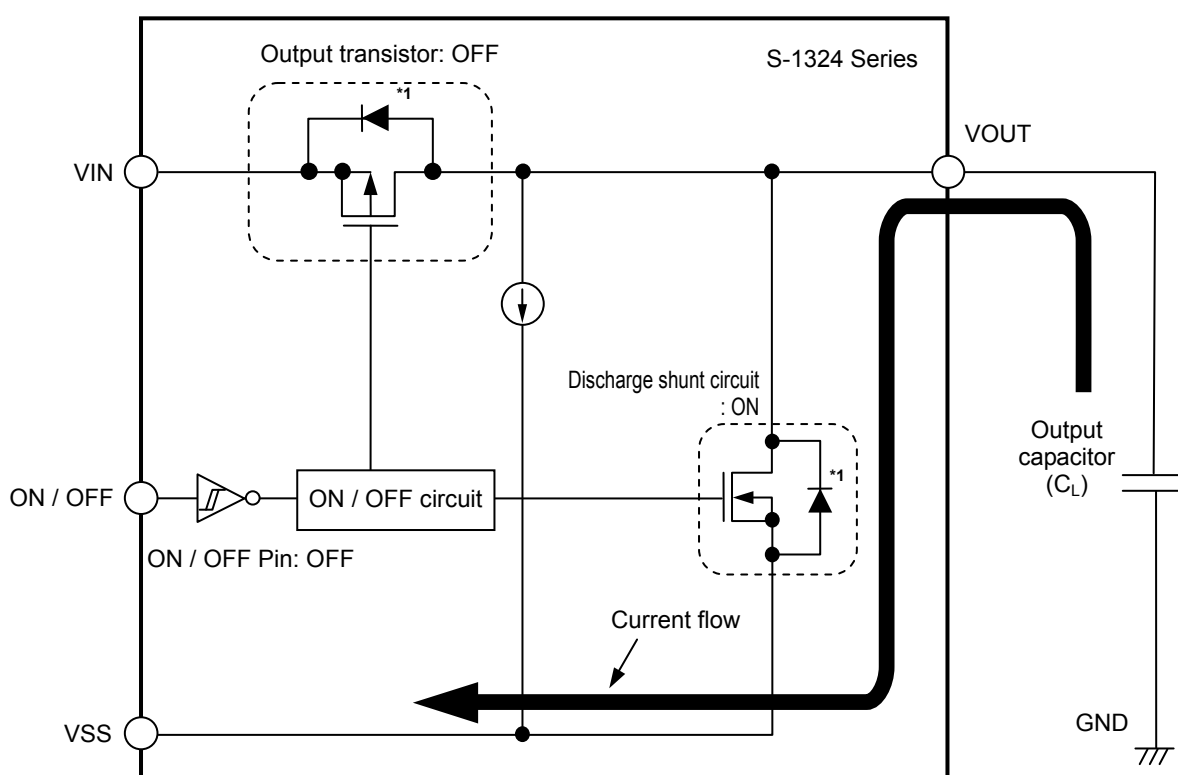 Output transistor: OFF
S-1324 Series
*1
VOUT
VIN
Discharge shunt circuit
: ON
*1
Output
capacitor
(CL)
ON / OFF
ON / OFF circuit
ON / OFF Pin: OFF
Current flow
GND
VSS